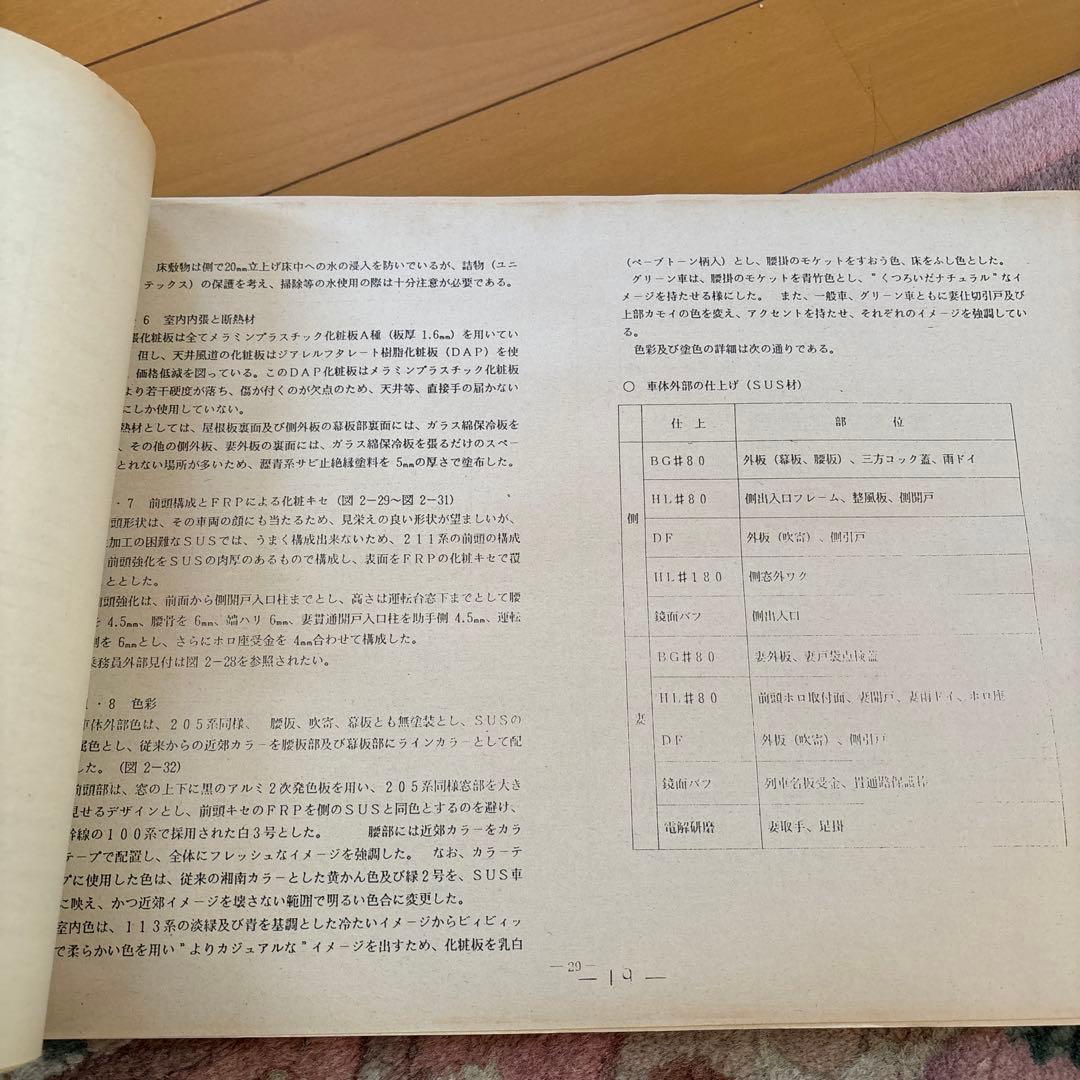 床敷物は側で20mm立上げ床中への水の浸入を防いでいるが、詰物（ユニ
テックス）の保護を考え、掃除等の水使用の際は十分注意が必要である。
・6 室内内張と断熱材
張化粧板は全てメラミンプラスチック化粧板A種（板厚 1.6mm）を用いてい
但し、天井風道の化粧板はジアレルフタレート樹脂化粧板（DAP）を使
、価格低減を図っている。このDAP化粧板はメラミンプラスチック化粧板
より若干硬度が落ち、傷が付くのが欠点のため、天井等、直接手の届かない
にしか使用していない。
熱材としては、屋根板裏面及び側外板の幕板部裏面には、ガラス綿保冷板を
、その他の側外板、妻外板の裏面には、ガラス綿保冷板を張るだけのスペー
とれない場所が多いため、瀝青系サビ止絶縁塗料を 5mmの厚さで塗布した。
・7 前頭構成とFRPによる化粧キセ（図 2-29〜図 2-31）
頭形状は、その車両の顔にも当たるため、見栄えの良い形状が望ましいが、
加工の困難なSUSでは、うまく構成出来ないため、211系の前頭の構成
前頭強化をSUSの肉厚のあるもので構成し、表面をFRPの化粧キセで覆
ととした。
頭強化は、前面から側開戸入口柱までとし、高さは運転台窓下までとして腰
を 4.5mm、腰骨を 6mm、端ハリ 6mm、妻貫通開戸入口柱を助手側 4.5mm、運転
側を 6mmとし、さらにホロ座受金を 4mm合わせて構成した。
乗務員外部見付は図 2-28を参照されたい。
1・8 色彩
車体外部色は、205系同様、 腰板、吹寄、幕板とも無塗装とし、SUSの
属色とし、従来からの近郊カラーを腰板部及び幕板部にラインカラーとして配
した。（図 2-32）
前頭部は、窓の上下に黒のアルミ2次発色板を用い、205系同様窓部を大き
見せるデザインとし、前頭キセのFRPを側のSUSと同色とするのを避け、
幹線の100系で採用された白3号とした。 腰部には近郊カラーをカラ
テープで配置し、全体にフレッシュなイメージを強調した。 なお、カラーテ
プに使用した色は、従来の湘南カラーとした黄かん色及び緑2号を、SUS車
に映え、かつ近郊イメージを壊さない範囲で明るい色合に変更した。
室内色は、113系の淡緑及び青を基調とした冷たいイメージからビィビィッ
で柔らかい色を用い"よりカジュアルな"イメージを出すため、化粧板を乳白
（ペーブトーン柄入）とし、腰掛のモケットをすおう色、床をふし色とした。
グリーン車は、腰掛のモケットを青竹色とし、"くつろいだナチュラル"なイ
メージを持たせる様にした。 また、一般車、グリーン車ともに妻仕切引戸及び
上部カモイの色を変え、アクセントを持たせ、それぞれのイメージを強調してい
る。
色彩及び塗色の詳細は次の通りである。
○ 車体外部の仕上げ（SUS材）
仕 上 部 位
側
BG♯80 外板（幕板、腰板）、三方コック蓋、雨ドイ
HL♯80 側出入口フレーム、整風板、側開戸
DF 外板（吹寄）、側引戸
HL♯180 側窓外ワク
鏡面バフ 側出入口
妻
BG♯80 妻外板、妻戸袋点検蓋
HL♯80 前頭ホロ取付面、妻開戸、妻雨ドイ、ホロ座
DF 外板（吹寄）、側引戸
鏡面バフ 列車名板受金、貫通路保護棒
電解研磨 妻取手、足掛
―29―
―19―